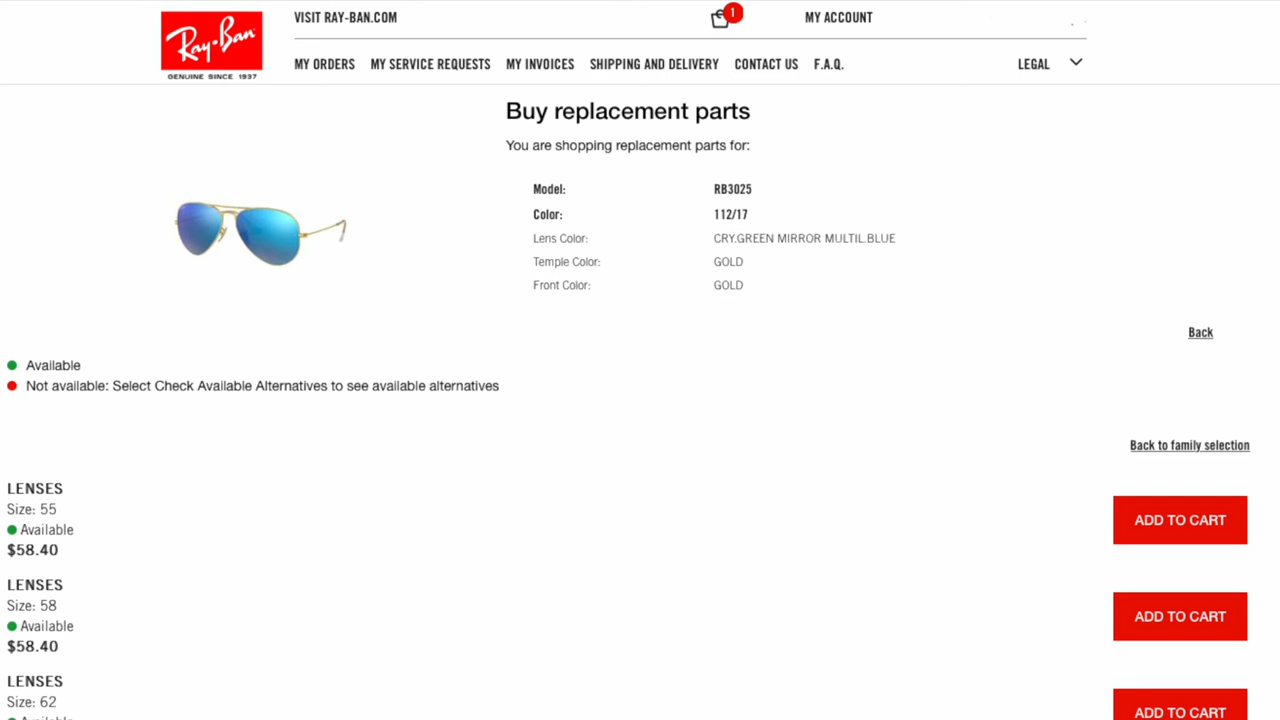 Ray-Ban
GENUINE SINCE 1937
VISIT RAY-BAN.COM
1
MY ACCOUNT
MY ORDERS
MY SERVICE REQUESTS
MY INVOICES
SHIPPING AND DELIVERY
CONTACT US
F.A.Q.
LEGAL
Buy replacement parts
You are shopping replacement parts for:
Model: RB3025
Color: 112/17
Lens Color: CRY.GREEN MIRROR MULTIL.BLUE
Temple Color: GOLD
Front Color: GOLD
Back
Available
Not available: Select Check Available Alternatives to see available alternatives
Back to family selection
LENSES
Size: 55
Available
$58.40
ADD TO CART
LENSES
Size: 58
Available
$58.40
ADD TO CART
LENSES
Size: 62
Available
ADD TO CART